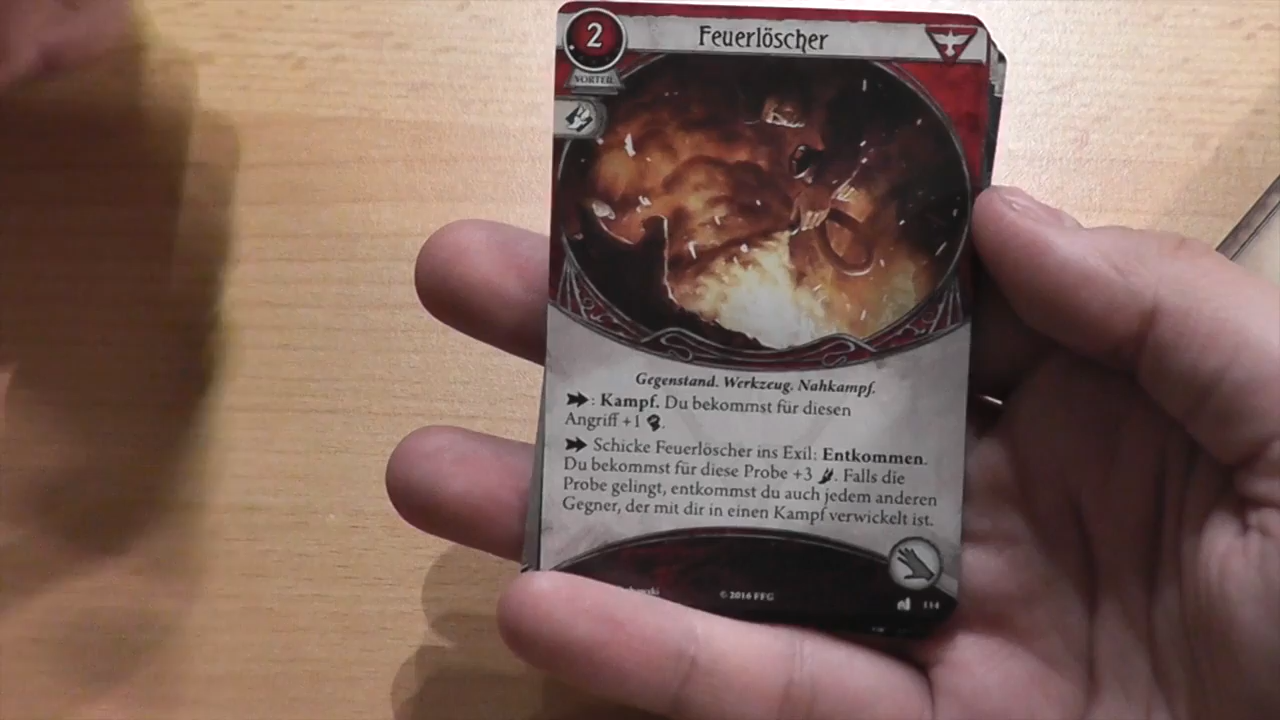 2
Feuerlöscher
VORTEIL
Gegenstand. Werkzeug. Nahkampf.
: Kampf. Du bekommst für diesen
Angriff +1 .
Schicke Feuerlöscher ins Exil: Entkommen.
Du bekommst für diese Probe +3 . Falls die
Probe gelingt, entkommst du auch jedem anderen
Gegner, der mit dir in einen Kampf verwickelt ist.
© 2016 FFG
114